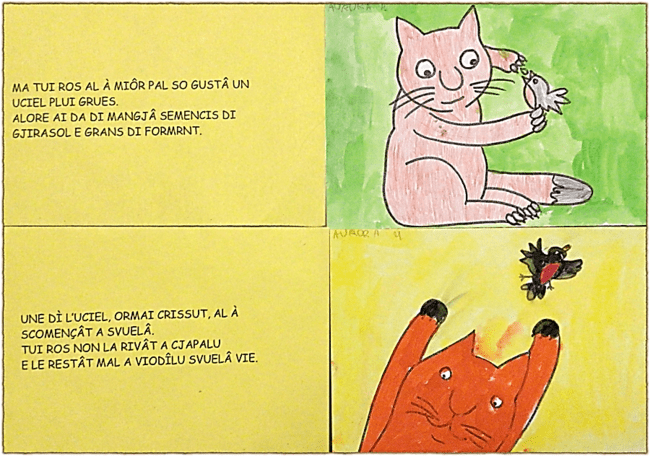 MA TUI ROS AL À MIÔR PAL SO GUSTÂ UN
UCIEL PLUI GRUES.
ALORE AI DA DI MANGJÂ SEMENCIS DI
GJIRASOL E GRANS DI FORMRNT.
UNE DÌ L'UCIEL, ORMAI CRISSUT, AL À
SCOMENÇÂT A SVUELÂ.
TUI ROS NON LA RIVÂT A CJAPALU
E LE RESTÂT MAL A VIODÎLU SVUELÂ VIE.